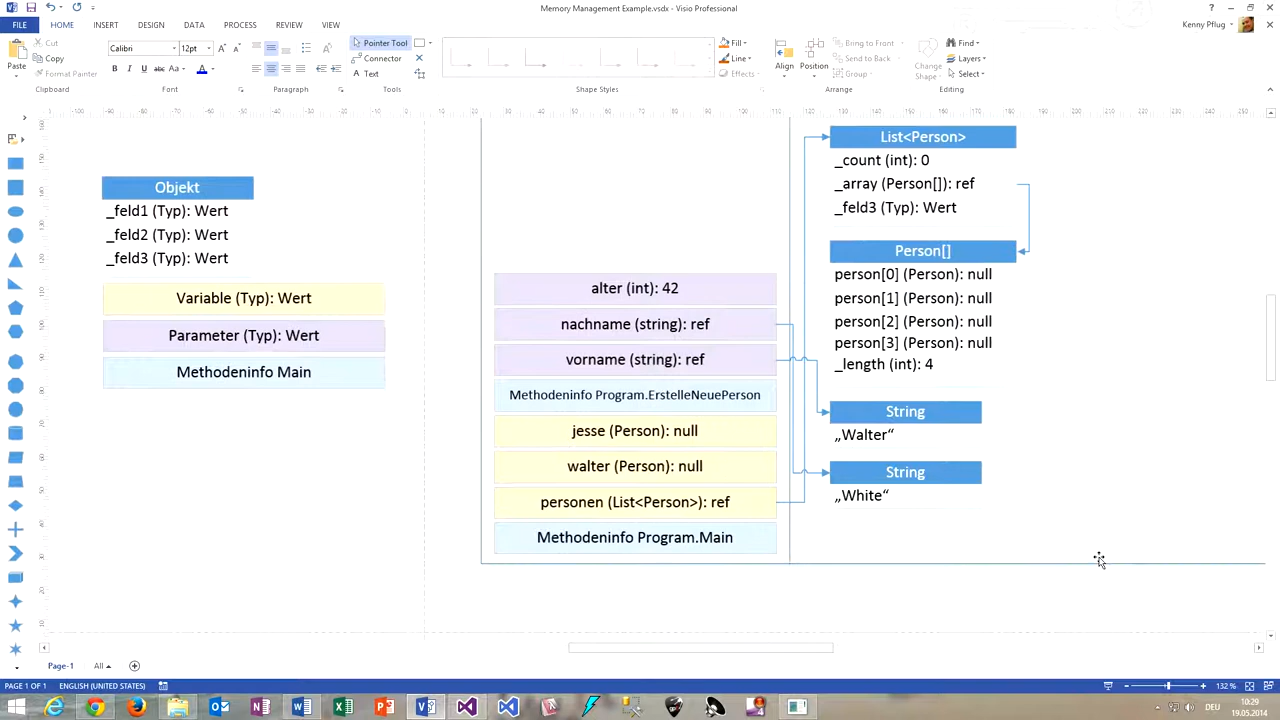 Memory Management Example.vsdx - Visio Professional
FILE HOME INSERT DESIGN DATA PROCESS REVIEW VIEW
Kenny Pflug
Paste
Cut
Copy
Format Painter
Clipboard
Calibri 12pt
Font
Paragraph
Pointer Tool
Connector
Text
Tools
Shape Styles
Fill
Line
Effects
Align
Position
Bring to Front
Send to Back
Group
Arrange
Change Shape
Find
Layers
Select
Editing
Objekt
_feld1 (Typ): Wert
_feld2 (Typ): Wert
_feld3 (Typ): Wert
Variable (Typ): Wert
Parameter (Typ): Wert
Methodeninfo Main
alter (int): 42
nachname (string): ref
vorname (string): ref
Methodeninfo Program.ErstelleNeuePerson
jesse (Person): null
walter (Person): null
personen (List<Person>): ref
Methodeninfo Program.Main
List<Person>
_count (int): 0
_array (Person[]): ref
_feld3 (Typ): Wert
Person[]
person[0] (Person): null
person[1] (Person): null
person[2] (Person): null
person[3] (Person): null
_length (int): 4
String
„Walter“
String
„White“
Page-1 All
PAGE 1 OF 1 ENGLISH (UNITED STATES)
132 %
DEU
10:29
19.05.2014